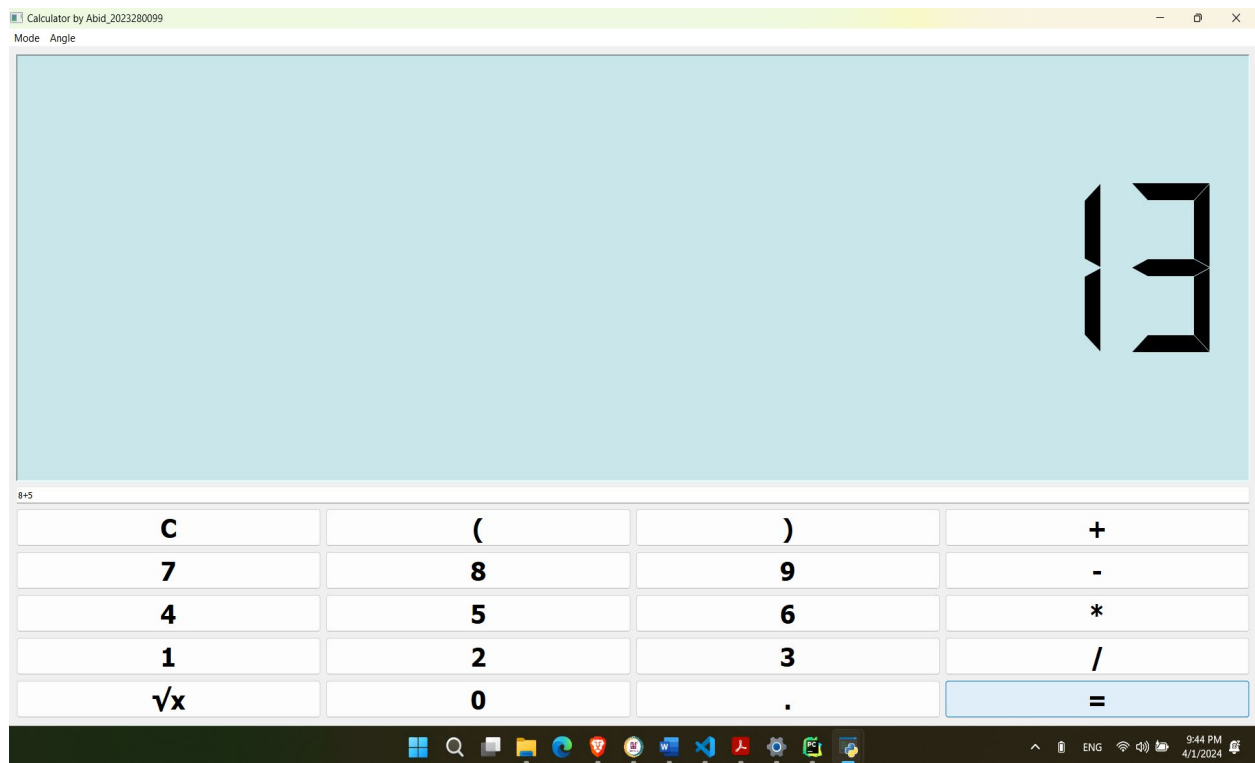 Calculator by Abid_2023280099
Mode Angle
13
8+5
C ( ) +
7 8 9 -
4 5 6 *
1 2 3 /
√x 0 . =
ENG 9:44 PM
4/1/2024